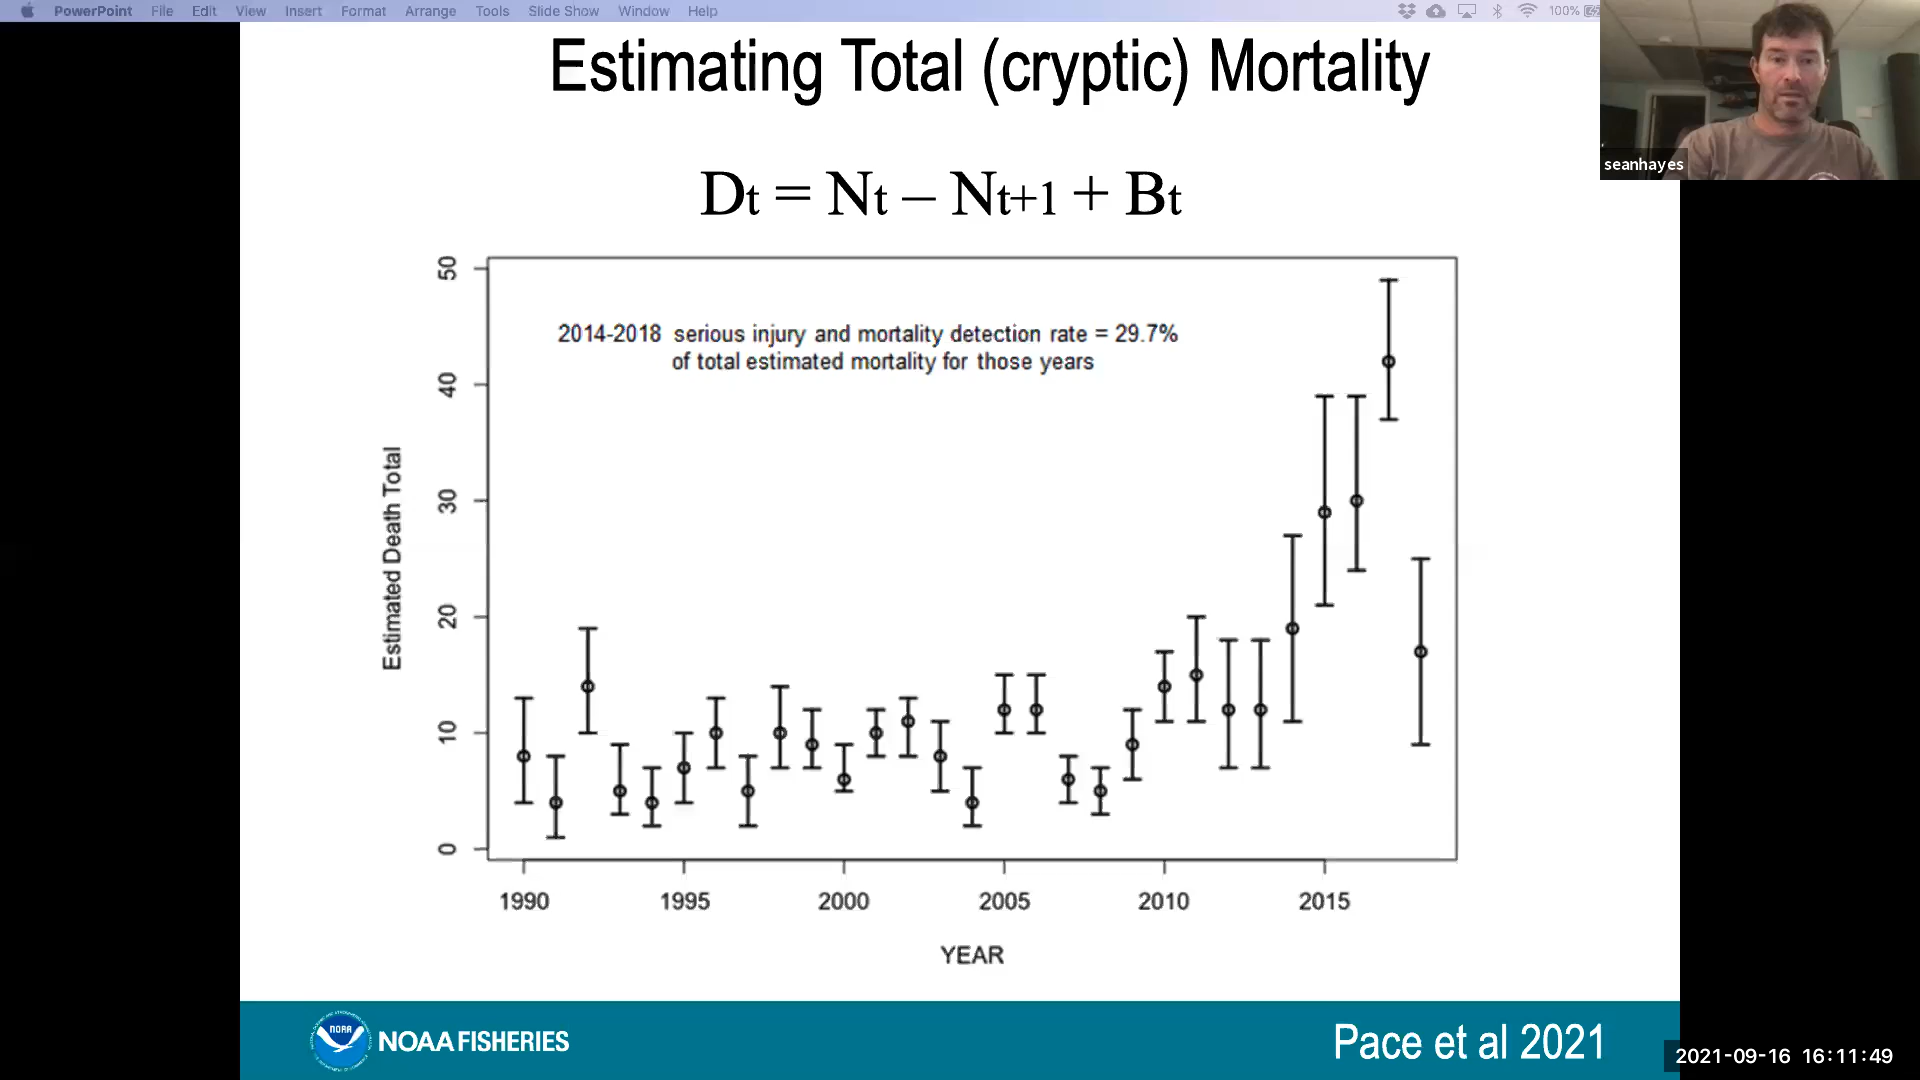 PowerPoint File Edit View Insert Format Arrange Tools Slide Show Window Help 100%
Estimating Total (cryptic) Mortality
seanhayes
Dt = Nt – Nt+1 + Bt
2014-2018 serious injury and mortality detection rate = 29.7%
of total estimated mortality for those years
Estimated Death Total
50
40
30
20
10
0
1990 1995 2000 2005 2010 2015
YEAR
NOAA
NOAA FISHERIES
Pace et al 2021
2021-09-16 16:11:49